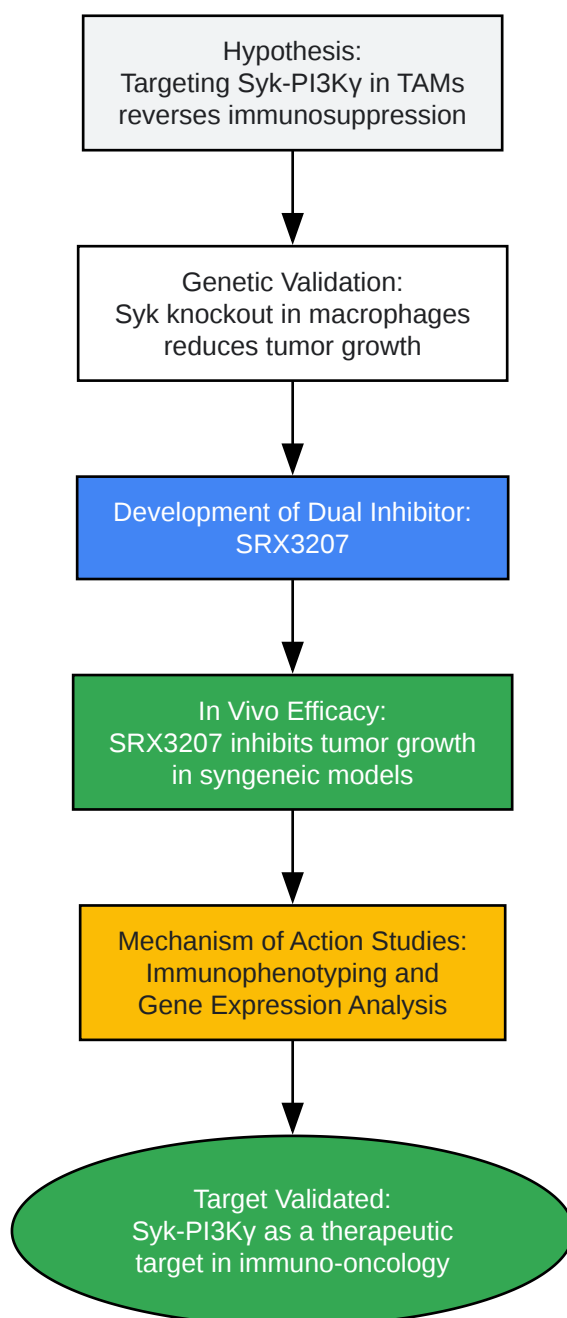 Hypothesis:
Targeting Syk-PI3Kγ in TAMs
reverses immunosuppression
Genetic Validation:
Syk knockout in macrophages
reduces tumor growth
Development of Dual Inhibitor:
SRX3207
In Vivo Efficacy:
SRX3207 inhibits tumor growth
in syngeneic models
Mechanism of Action Studies:
Immunophenotyping and
Gene Expression Analysis
Target Validated:
Syk-PI3Kγ as a therapeutic
target in immuno-oncology